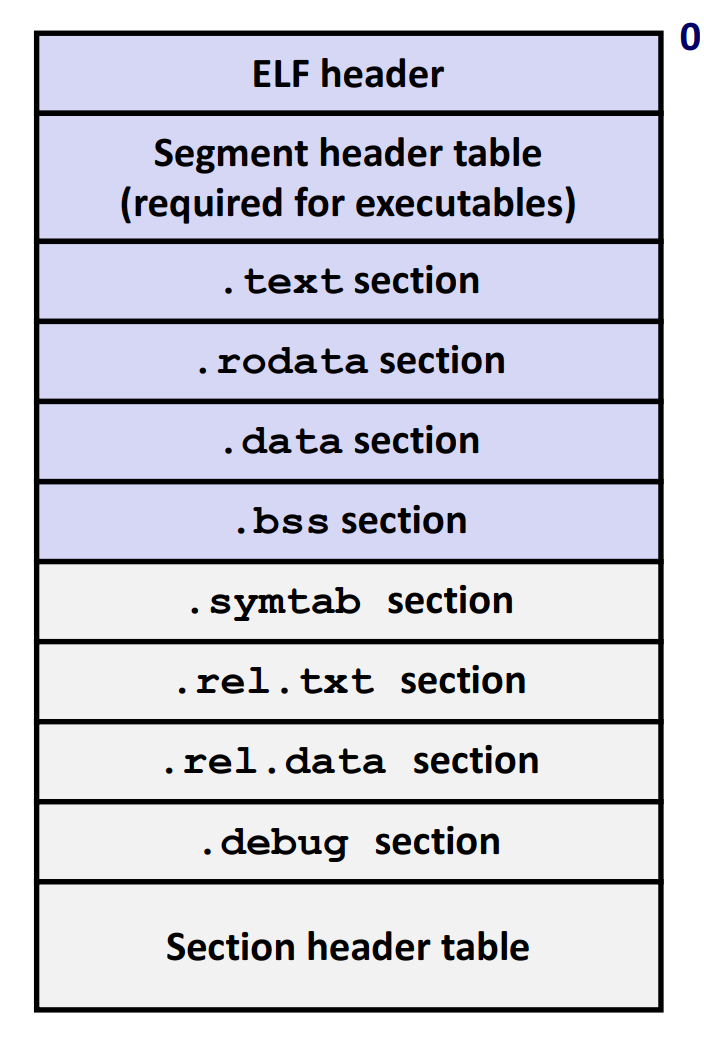 0
ELF header
Segment header table
(required for executables)
.text section
.rodata section
.data section
.bss section
.symtab section
.rel.txt section
.rel.data section
.debug section
Section header table